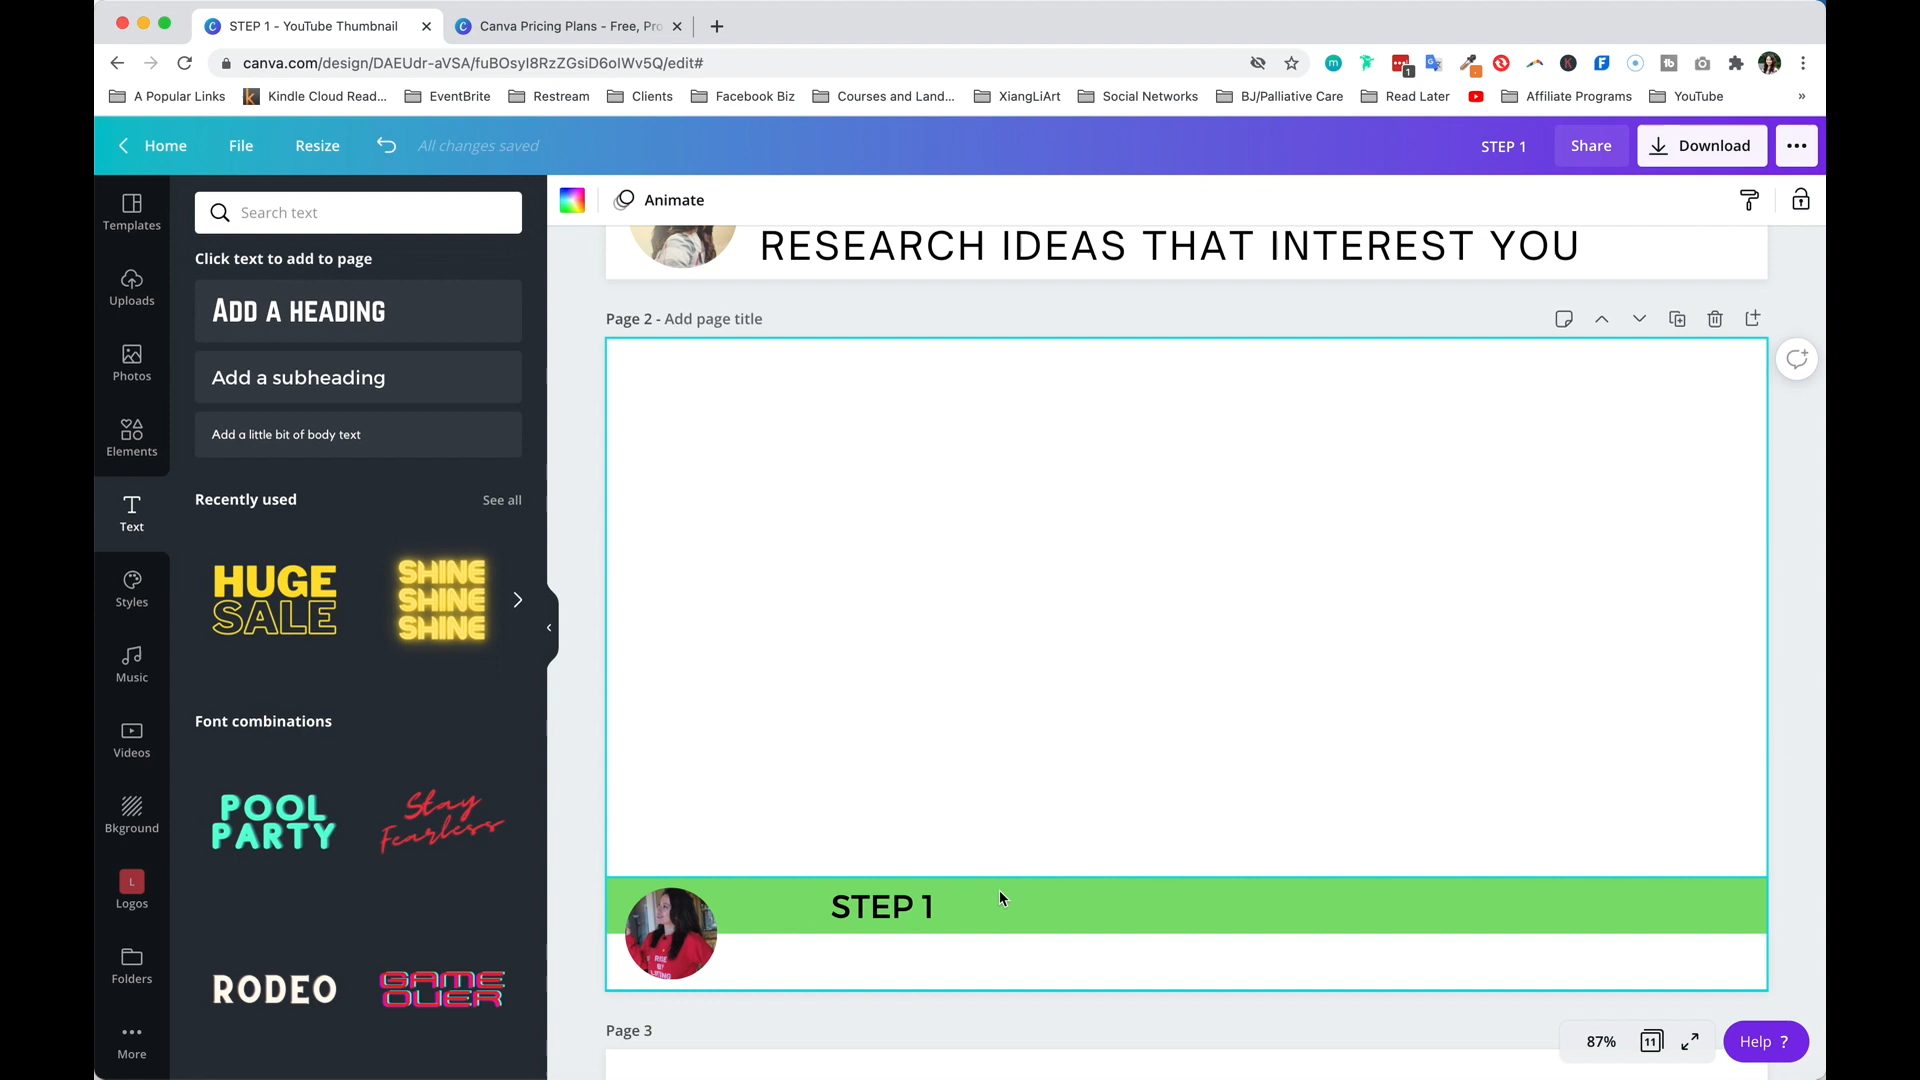 STEP 1 - YouTube Thumbnail
Canva Pricing Plans - Free, Pro
canva.com/design/DAEUdr-aVSA/fuBOsyI8RzZGsiD6oIWv5Q/edit#
1
A Popular Links
Kindle Cloud Read...
EventBrite
Restream
Clients
Facebook Biz
Courses and Land...
XiangLiArt
Social Networks
BJ/Palliative Care
Read Later
Affiliate Programs
YouTube
»
Home
File
Resize
All changes saved
STEP 1
Share
Download
Templates
Uploads
Photos
Elements
Text
Styles
Music
Videos
Bkground
L
Logos
Folders
More
Search text
Click text to add to page
ADD A HEADING
Add a subheading
Add a little bit of body text
Recently used
See all
HUGE
SALE
SHINE
SHINE
SHINE
Font combinations
POOL
PARTY
Stay
Fearless
RODEO
GAME
OVER
Animate
RESEARCH IDEAS THAT INTEREST YOU
Page 2 - Add page title
STEP 1
Page 3
87%
11
Help ?